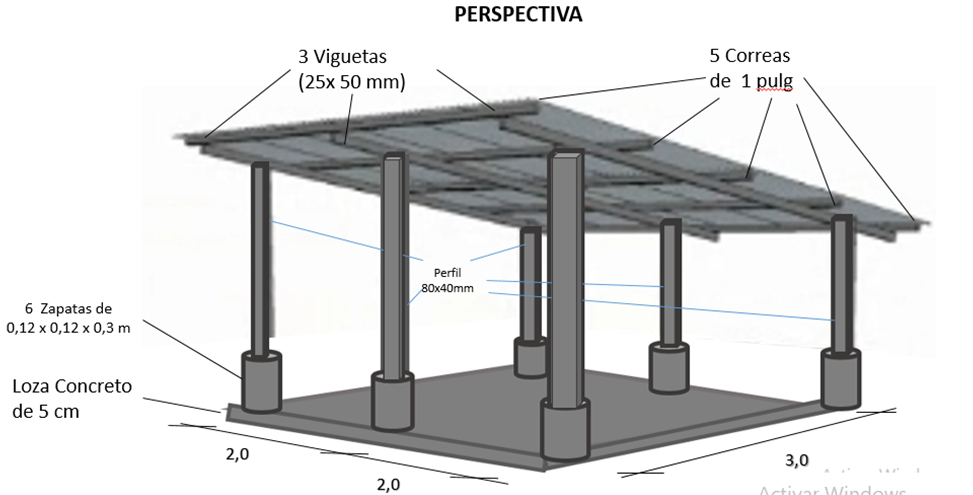 PERSPECTIVA
3 Viguetas
(25x 50 mm)
5 Correas
de 1 pulg
Perfil
80x40mm
6 Zapatas de
0,12 x 0,12 x 0,3 m
Loza Concreto
de 5 cm
2,0
2,0
3,0
Activar Windows